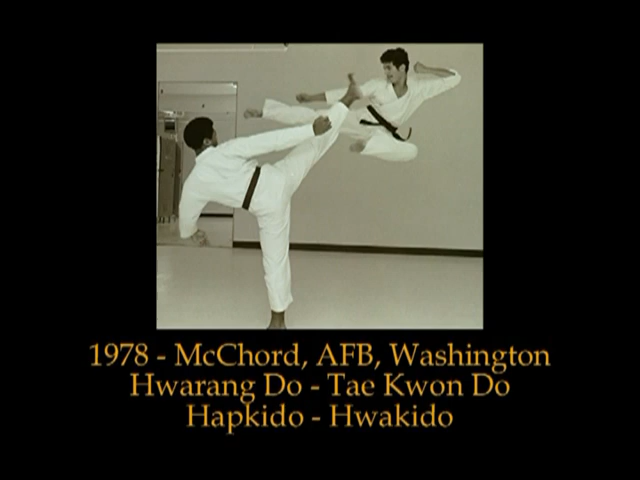 1978 - McChord, AFB, Washington
Hwarang Do - Tae Kwon Do
Hapkido - Hwakido